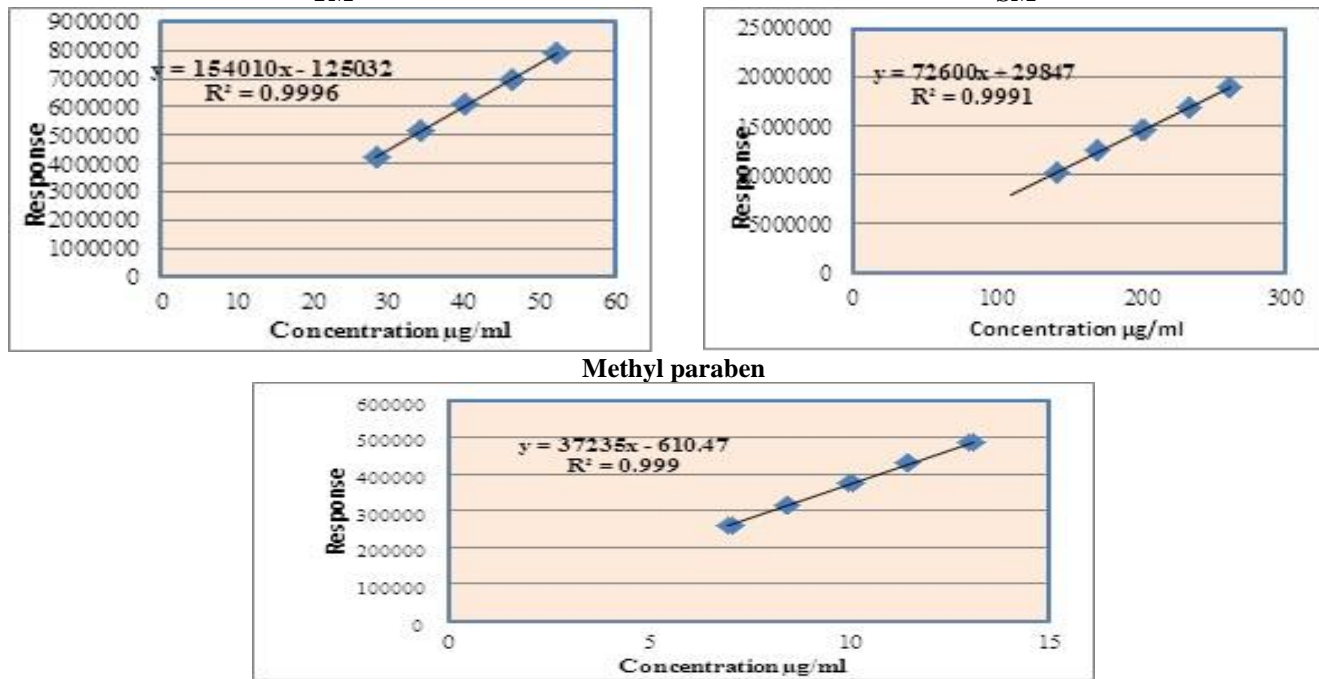 9000000
8000000
7000000
6000000
5000000
4000000
3000000
2000000
1000000
0
Response
y = 154010x - 125032
R² = 0.9996
0 10 20 30 40 50 60
Concentration µg/ml
25000000
20000000
15000000
10000000
5000000
0
Response
y = 72600x + 29847
R² = 0.9991
0 100 200 300
Concentration µg/ml
Methyl paraben
600000
500000
400000
300000
200000
100000
0
Response
y = 37235x - 610.47
R² = 0.999
0 5 10 15
Concentration µg/ml